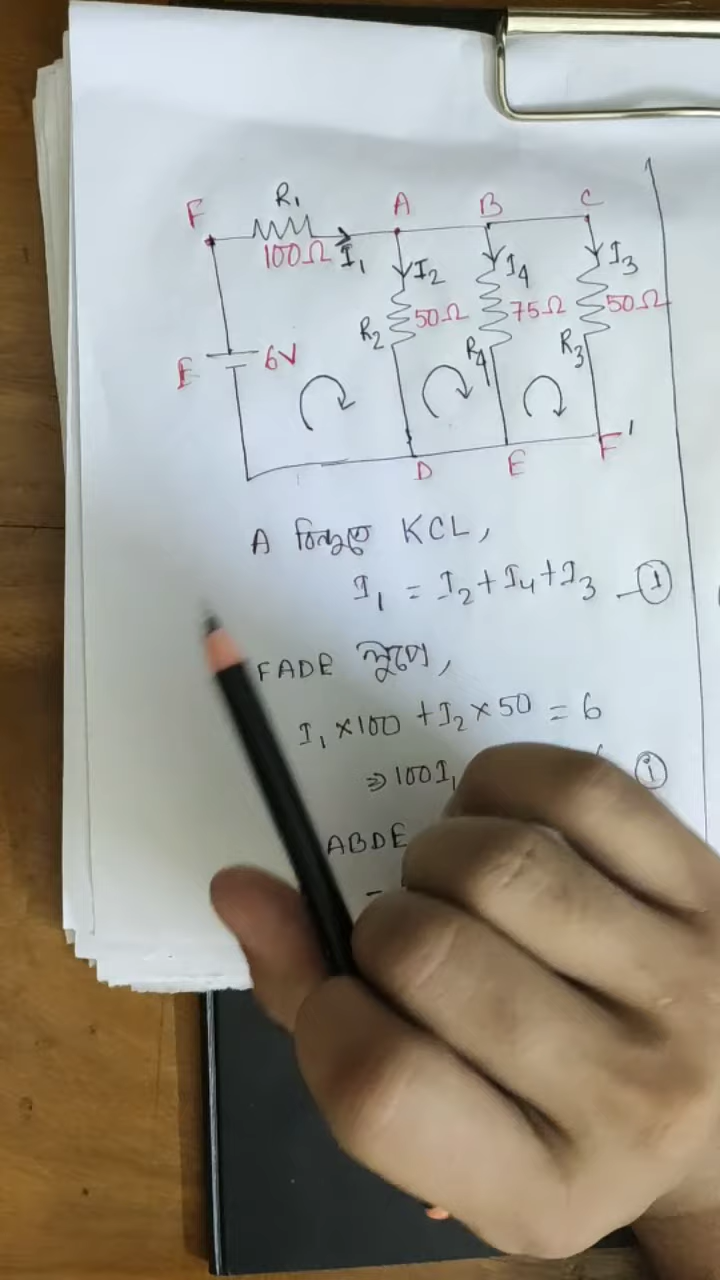 R₁
F A B C
100Ω I₁ I₂ I₄ I₃
R₂ 50Ω 75Ω 50Ω
E 6V R₄ R₃
D E F'
A বিন্দুতে KCL,
I₁ = I₂ + I₄ + I₃ — ①
FADE লুপে,
I₁ × 100 + I₂ × 50 = 6
⇒ 100I₁ ⓘ
ABDE
-